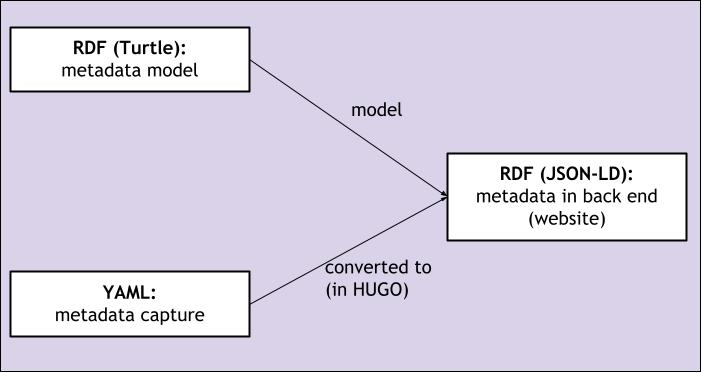 RDF (Turtle):
metadata model
model
RDF (JSON-LD):
metadata in back end
(website)
converted to
(in HUGO)
YAML:
metadata capture